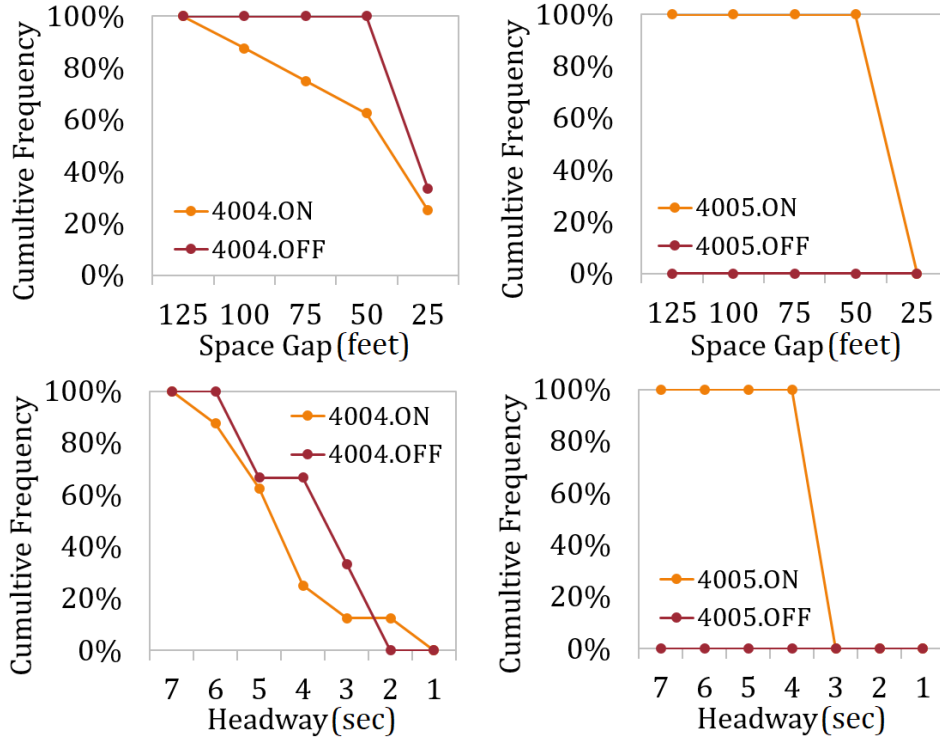 Cumultive Frequency
100%
80%
60%
40%
20%
0%
4004.ON
4004.OFF
125 100 75 50 25
Space Gap (feet)
Cumultive Frequency
100%
80%
60%
40%
20%
0%
4005.ON
4005.OFF
125 100 75 50 25
Space Gap (feet)
Cumultive Frequency
100%
80%
60%
40%
20%
0%
4004.ON
4004.OFF
7 6 5 4 3 2 1
Headway (sec)
Cumultive Frequency
100%
80%
60%
40%
20%
0%
4005.ON
4005.OFF
7 6 5 4 3 2 1
Headway (sec)